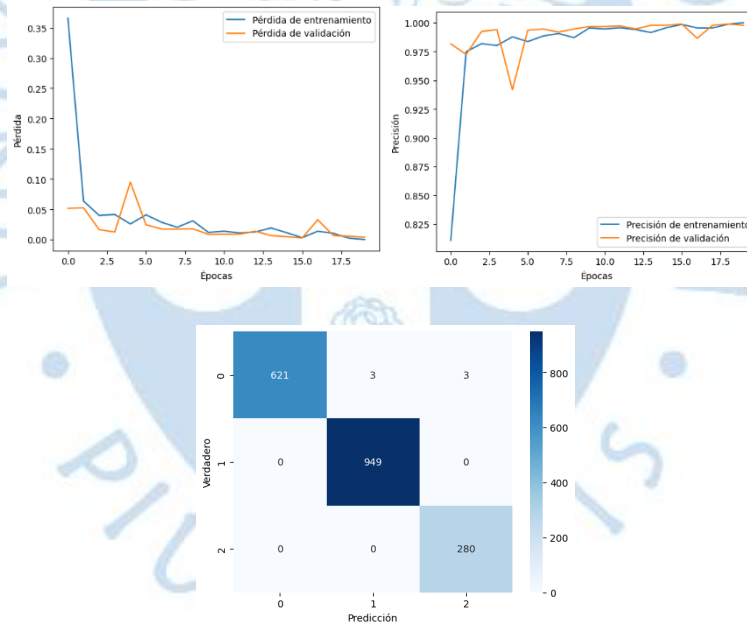 Pérdida de entrenamiento
Pérdida de validación
0.35
0.30
0.25
0.20
0.15
0.10
0.05
0.00
Pérdida
0.0 2.5 5.0 7.5 10.0 12.5 15.0 17.5
Épocas
1.000
0.975
0.950
0.925
0.900
0.875
0.850
0.825
Precisión
Precisión de entrenamiento
Precisión de validación
0.0 2.5 5.0 7.5 10.0 12.5 15.0 17.5
Épocas
0 621 3 3
1 0 949 0
2 0 0 280
Verdadero
0 1 2
Predicción
800
600
400
200
0
PIU
IS